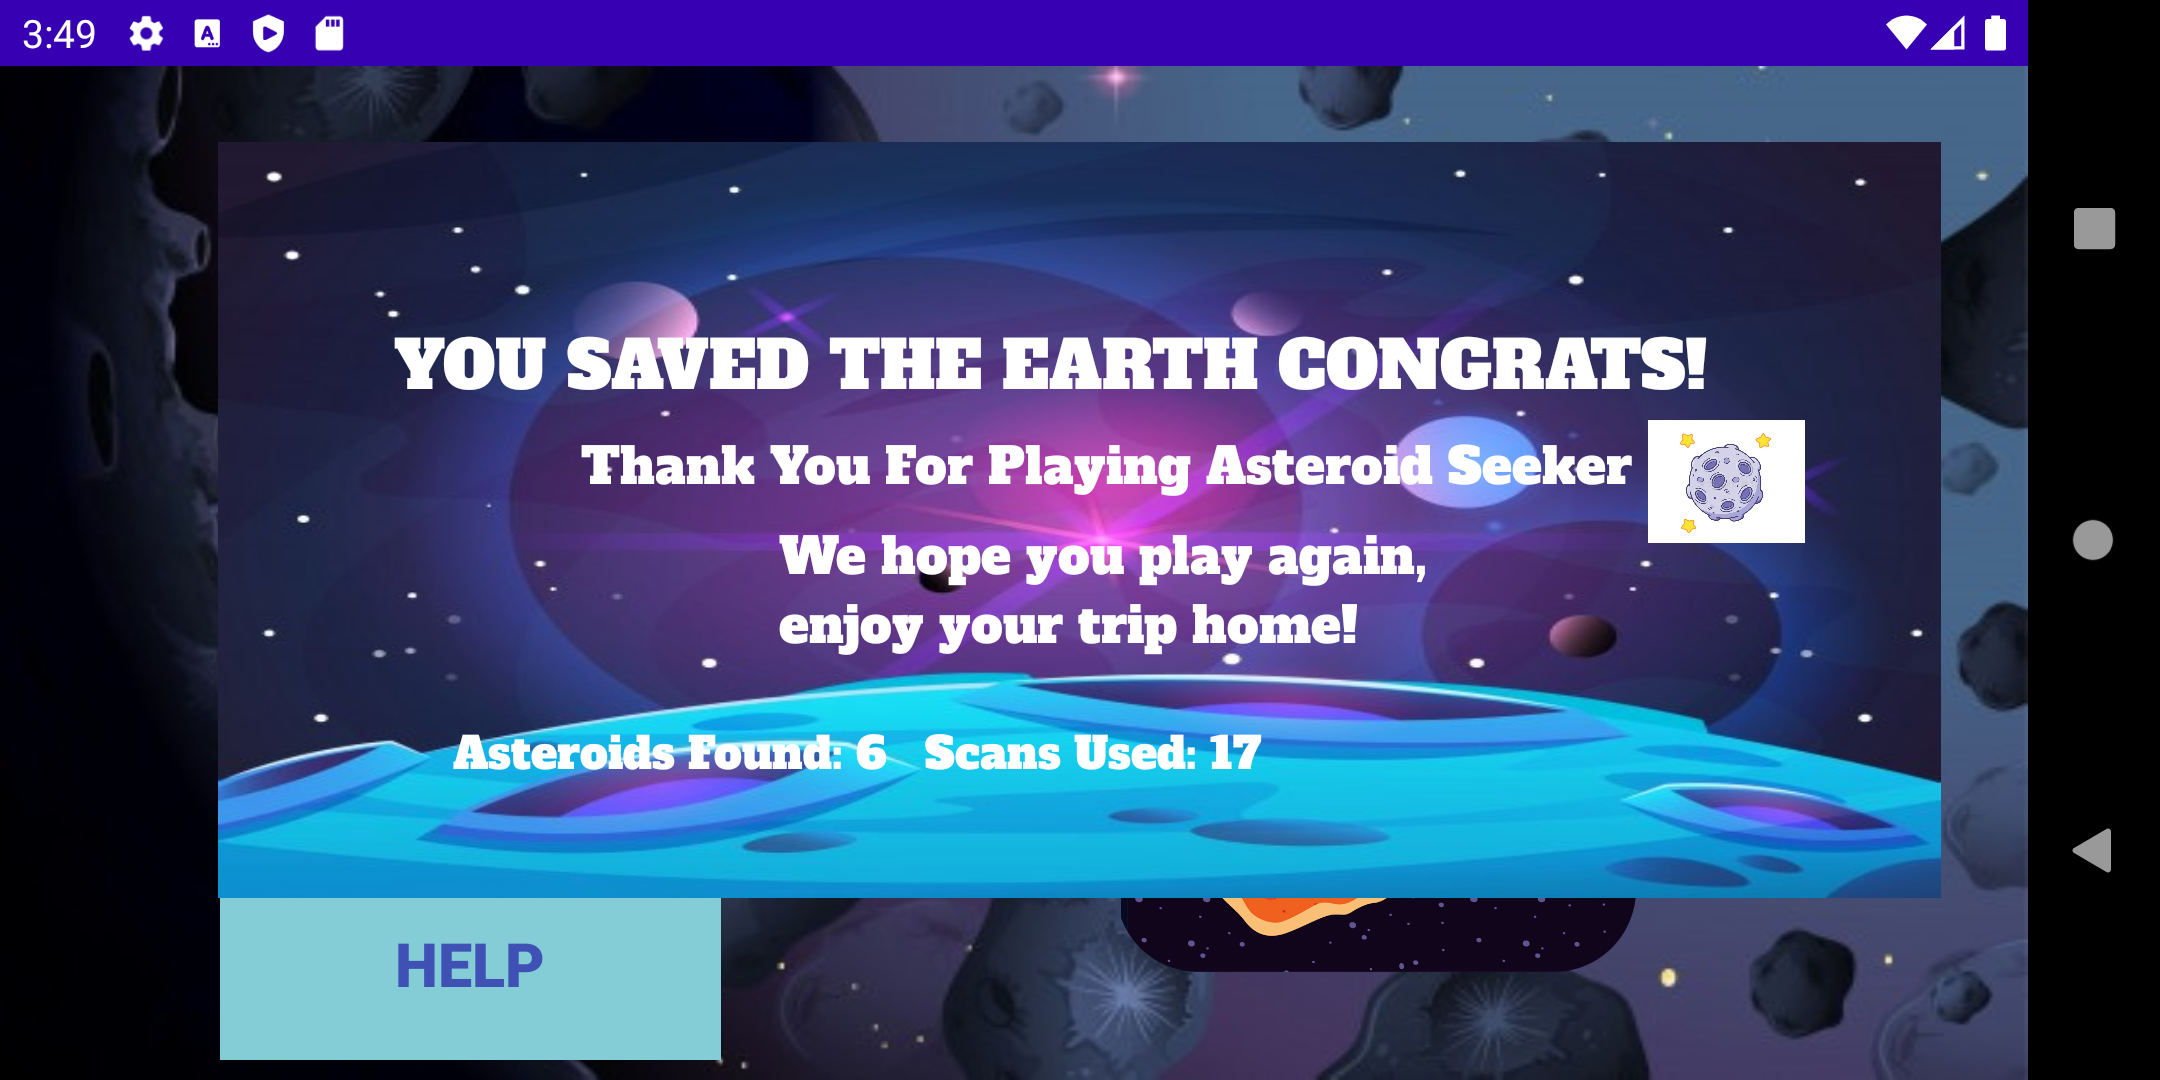 3:49
YOU SAVED THE EARTH CONGRATS!
Thank You For Playing Asteroid Seeker
We hope you play again,
enjoy your trip home!
Asteroids Found: 6 Scans Used: 17
HELP